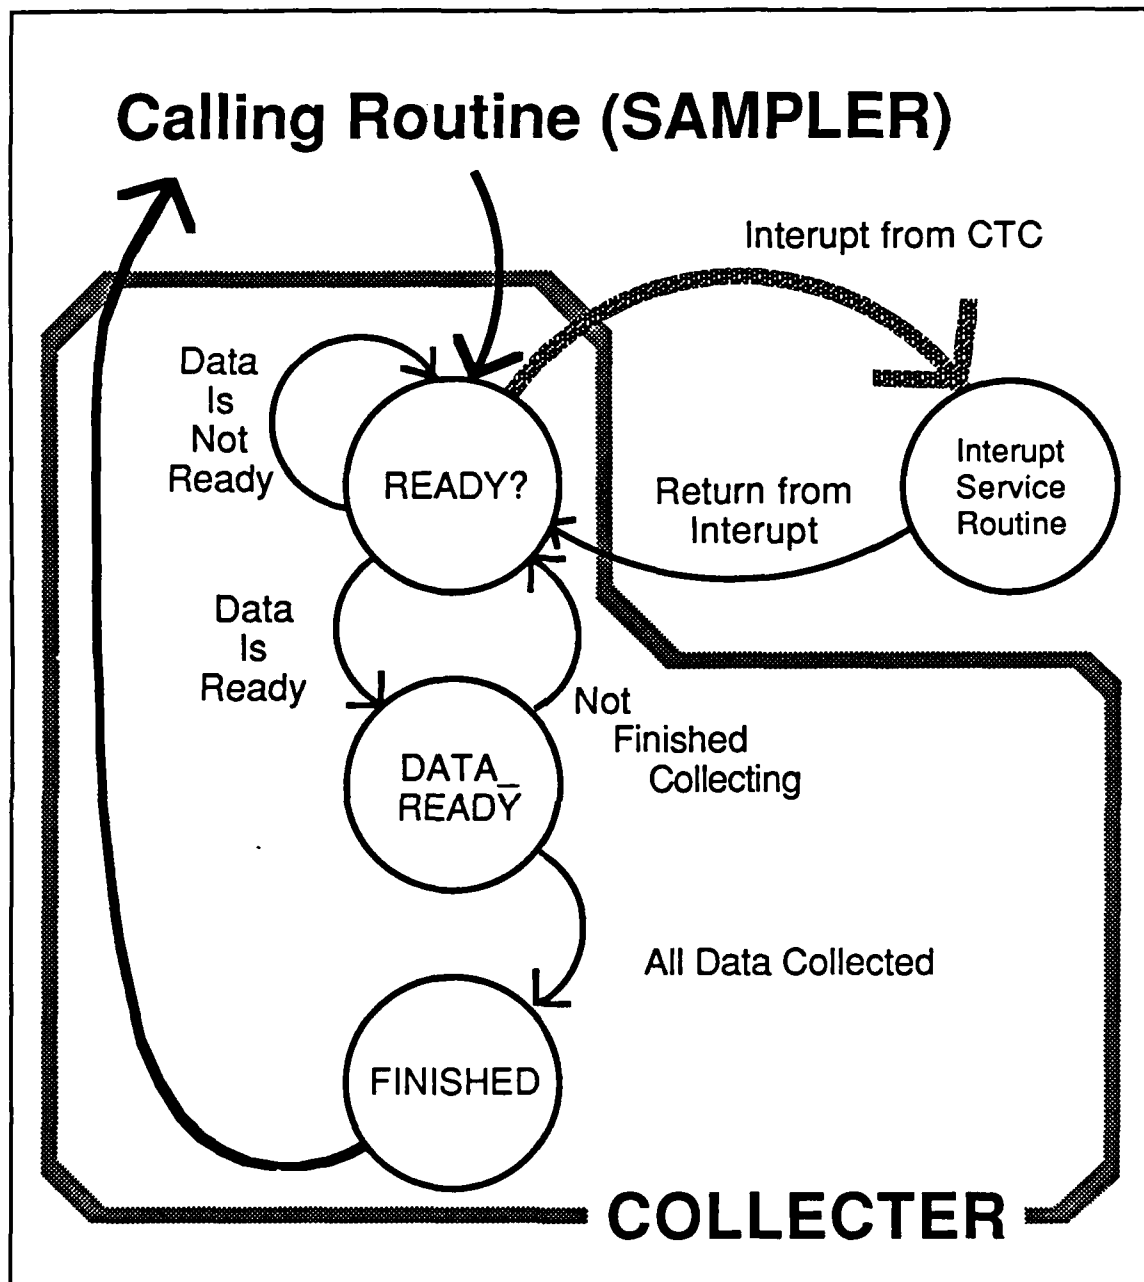 Calling Routine (SAMPLER)
Interupt from CTC
Data
Is
Not
Ready
READY?
Return from
Interupt
Interupt
Service
Routine
Data
Is
Ready
Not
Finished
Collecting
DATA_
READY
All Data Collected
FINISHED
COLLECTER